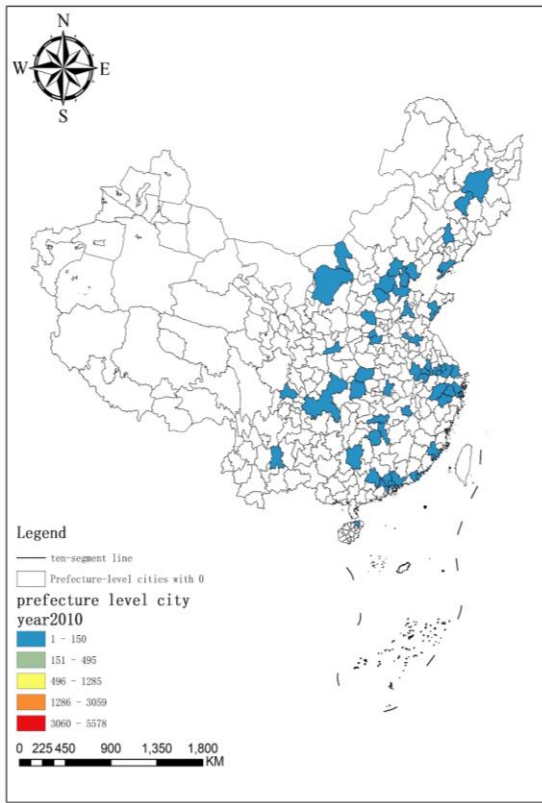 N
W E
S
Legend
ten-segment line
Prefecture-level cities with 0
prefecture level city
year2010
1 - 150
151 - 495
496 - 1285
1286 - 3059
3060 - 5578
0 225 450 900 1,350 1,800
KM